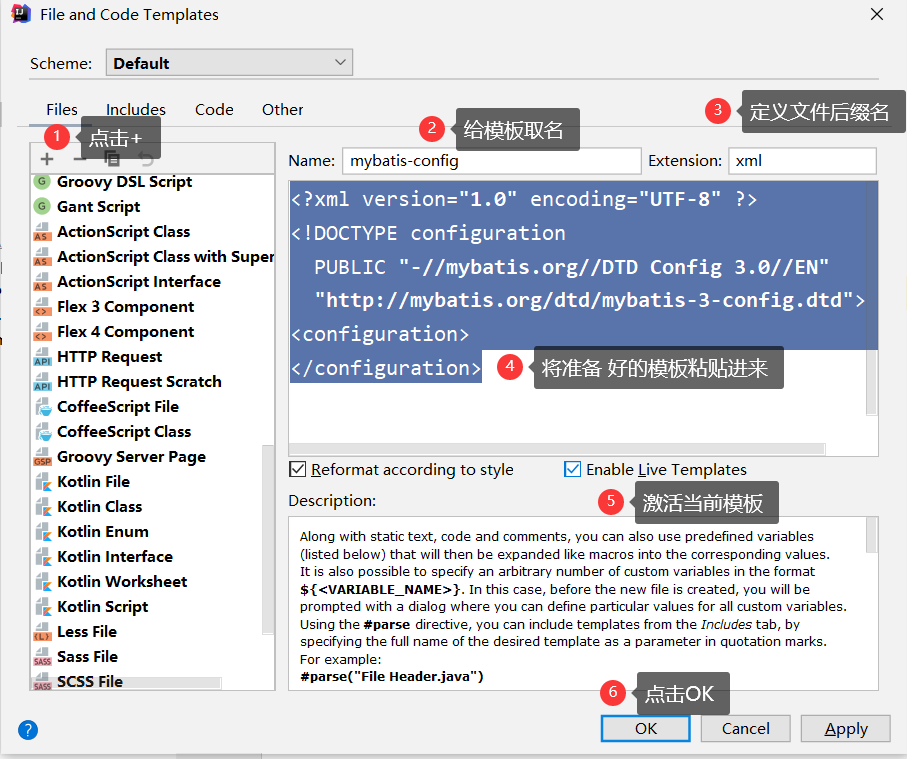 File and Code Templates
Scheme: Default
Files Includes Code Other
1 点击+
2 给模板取名
3 定义文件后缀名
Name: mybatis-config Extension: xml
Groovy DSL Script
Gant Script
ActionScript Class
ActionScript Class with Super
ActionScript Interface
Flex 3 Component
Flex 4 Component
HTTP Request
HTTP Request Scratch
CoffeeScript File
CoffeeScript Class
Groovy Server Page
Kotlin File
Kotlin Class
Kotlin Enum
Kotlin Interface
Kotlin Worksheet
Kotlin Script
Less File
Sass File
SCSS File
<?xml version="1.0" encoding="UTF-8" ?>
<!DOCTYPE configuration
PUBLIC "-//mybatis.org//DTD Config 3.0//EN"
"http://mybatis.org/dtd/mybatis-3-config.dtd">
<configuration>
</configuration>
4 将准备 好的模板粘贴进来
Reformat according to style Enable Live Templates
5 激活当前模板
Description:
Along with static text, code and comments, you can also use predefined variables
(listed below) that will then be expanded like macros into the corresponding values.
It is also possible to specify an arbitrary number of custom variables in the format
${<VARIABLE_NAME>}. In this case, before the new file is created, you will be
prompted with a dialog where you can define particular values for all custom variables.
Using the #parse directive, you can include templates from the Includes tab, by
specifying the full name of the desired template as a parameter in quotation marks.
For example:
#parse("File Header.java")
6 点击OK
? OK Cancel Apply